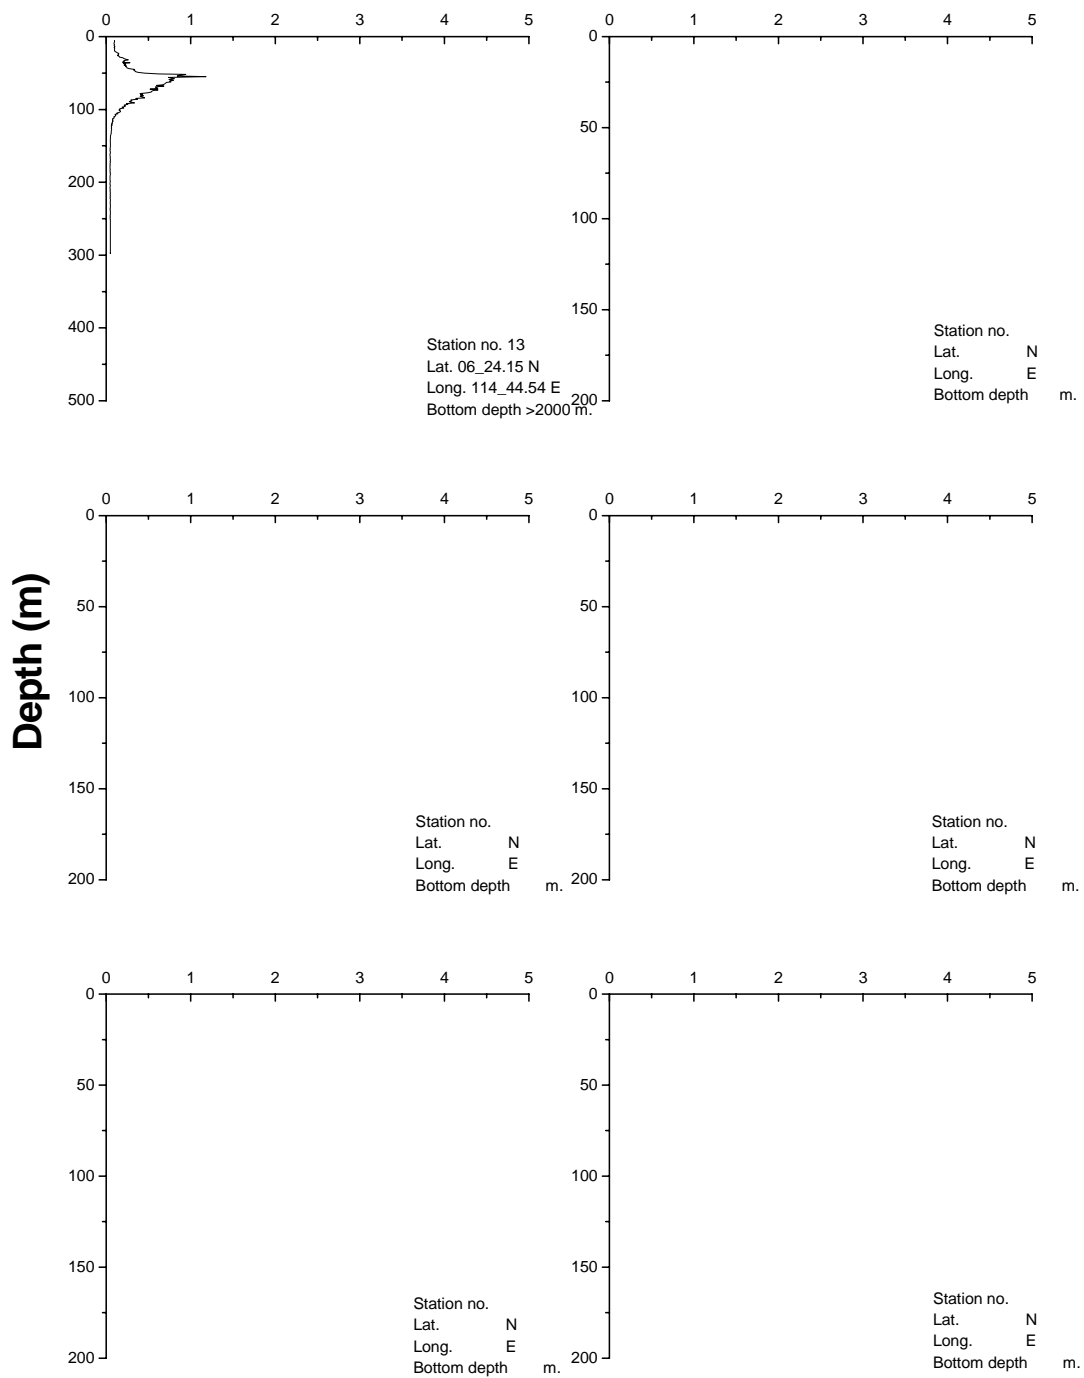 0 1 2 3 4 5
0
100
200
300
400
500
Station no. 13
Lat. 06_24.15 N
Long. 114_44.54 E
Bottom depth >2000 m.
0 1 2 3 4 5
0
50
100
150
200
Station no.
Lat. N
Long. E
Bottom depth m.
Depth (m)
0 1 2 3 4 5
0
50
100
150
200
Station no.
Lat. N
Long. E
Bottom depth m.
0 1 2 3 4 5
0
50
100
150
200
Station no.
Lat. N
Long. E
Bottom depth m.
0 1 2 3 4 5
0
50
100
150
200
Station no.
Lat. N
Long. E
Bottom depth m.
0 1 2 3 4 5
0
50
100
150
200
Station no.
Lat. N
Long. E
Bottom depth m.